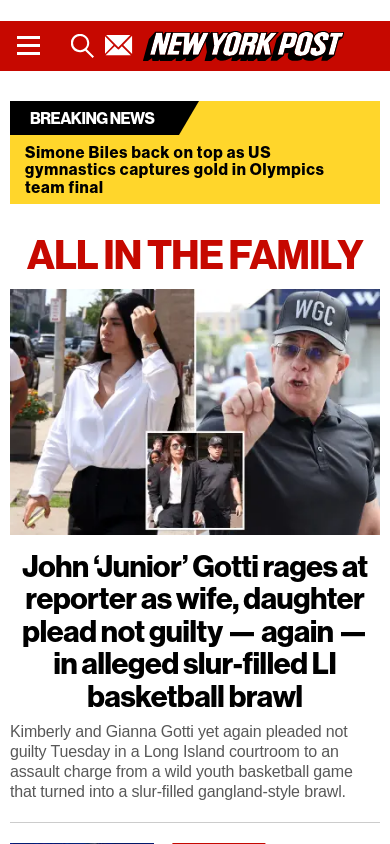 NEW YORK POST
BREAKING NEWS
Simone Biles back on top as US
gymnastics captures gold in Olympics
team final
ALL IN THE FAMILY
WGC
AW
John ‘Junior’ Gotti rages at
reporter as wife, daughter
plead not guilty — again —
in alleged slur-filled LI
basketball brawl
Kimberly and Gianna Gotti yet again pleaded not
guilty Tuesday in a Long Island courtroom to an
assault charge from a wild youth basketball game
that turned into a slur-filled gangland-style brawl.